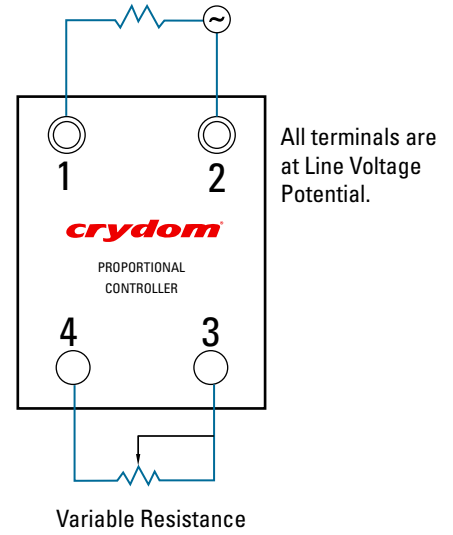 1
2
All terminals are
at Line Voltage
Potential.
crydom
PROPORTIONAL
CONTROLLER
4
3
Variable Resistance